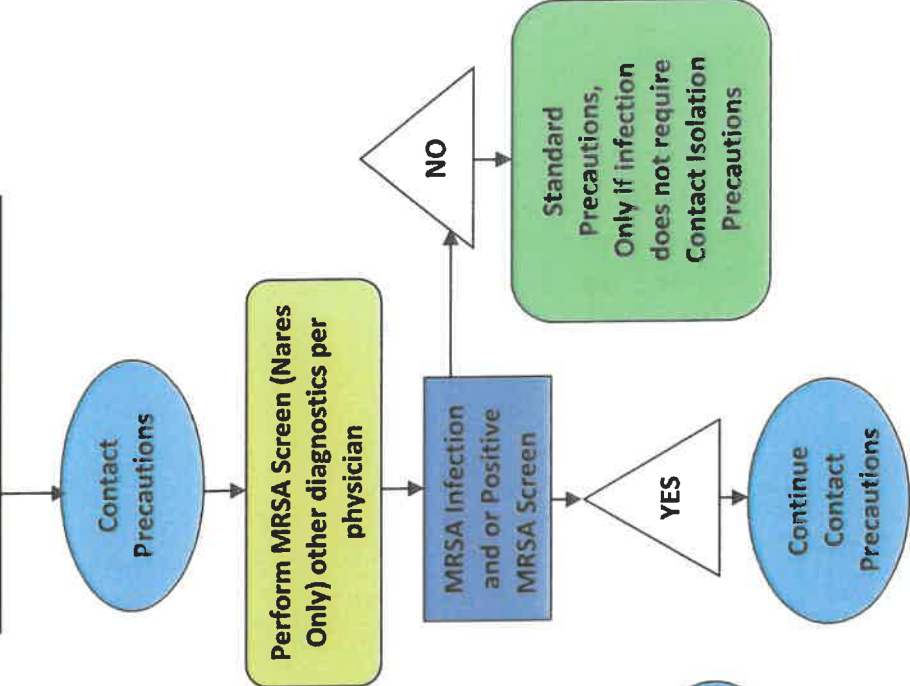 Contact
Precautions
Perform MRSA Screen (Nares
Only) other diagnostics per
physician
MRSA Infection
and or Positive
MRSA Screen
NO
Standard
Precautions,
Only if infection
does not require
Contact Isolation
Precautions
YES
Continue
Contact
Precautions